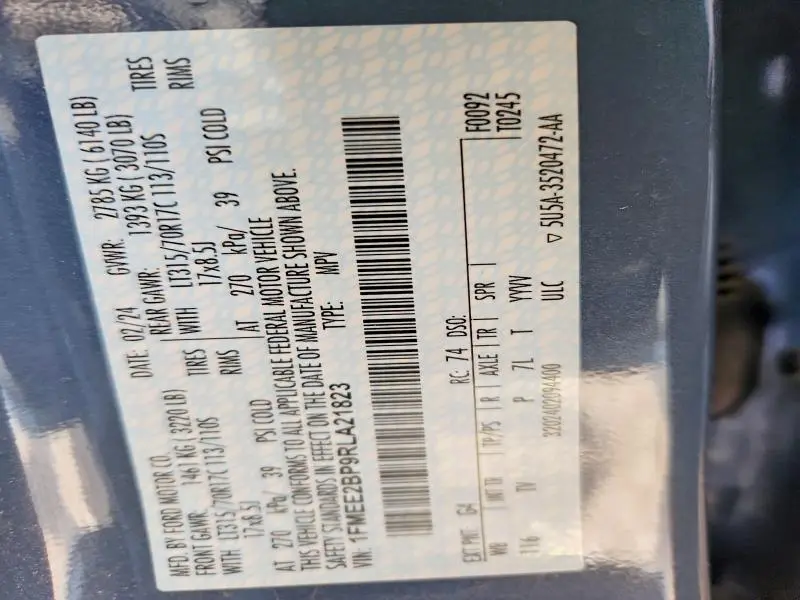 MFD. BY FORD MOTOR CO.
DATE: 02/24 GVWR: 2785 KG ( 6140 LB)
FRONT GAWR: 1461 KG ( 3220 LB) REAR GAWR: 1393 KG ( 3070 LB)
WITH LT315/70R17C 113/110S TIRES WITH LT315/70R17C 113/110S TIRES
17x8.5J RIMS 17x8.5J RIMS
AT 270 kPa/ 39 PSI COLD AT 270 kPa/ 39 PSI COLD
THIS VEHICLE CONFORMS TO ALL APPLICABLE FEDERAL MOTOR VEHICLE
SAFETY STANDARDS IN EFFECT ON THE DATE OF MANUFACTURE SHOWN ABOVE.
VIN: 1FMEE2BP9RLA21823 TYPE: MPV
F0092
EXT PNT: G4 RC: 74 DSO: T0245
WB INT TR TP/PS R AXLE TR SPR
116 TV P 7L T YYVV
3202402094400 ULC ▽ 5U5A-3520472-AA